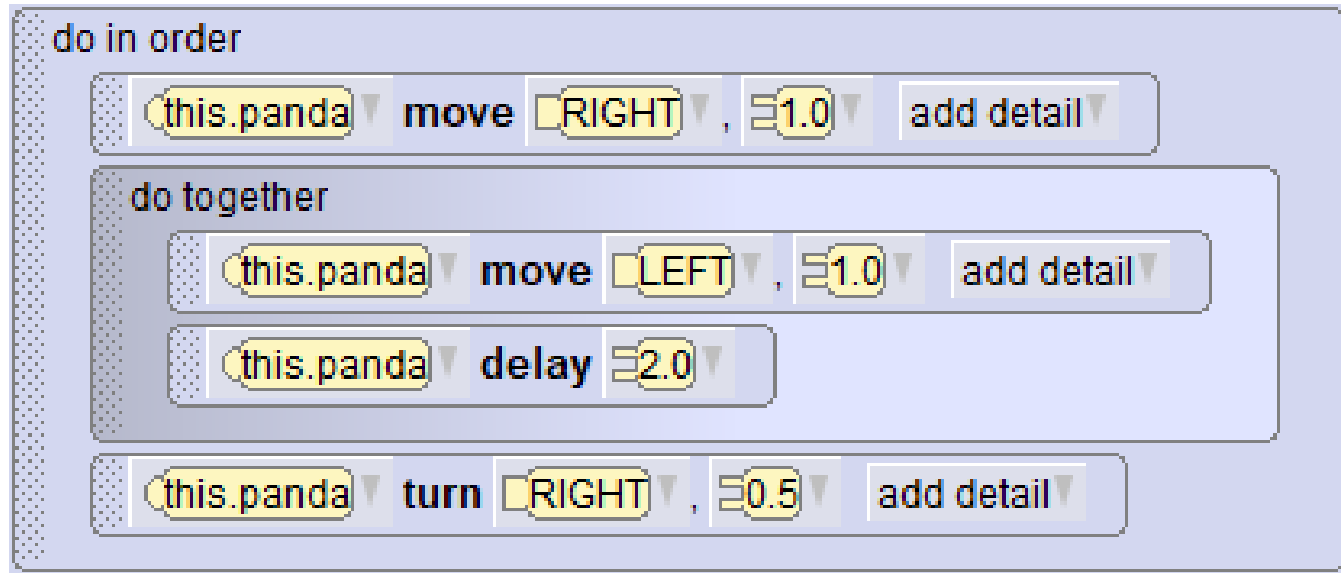 do in order
this.panda move RIGHT , 1.0 add detail
do together
this.panda move LEFT , 1.0 add detail
this.panda delay 2.0
this.panda turn RIGHT , 0.5 add detail